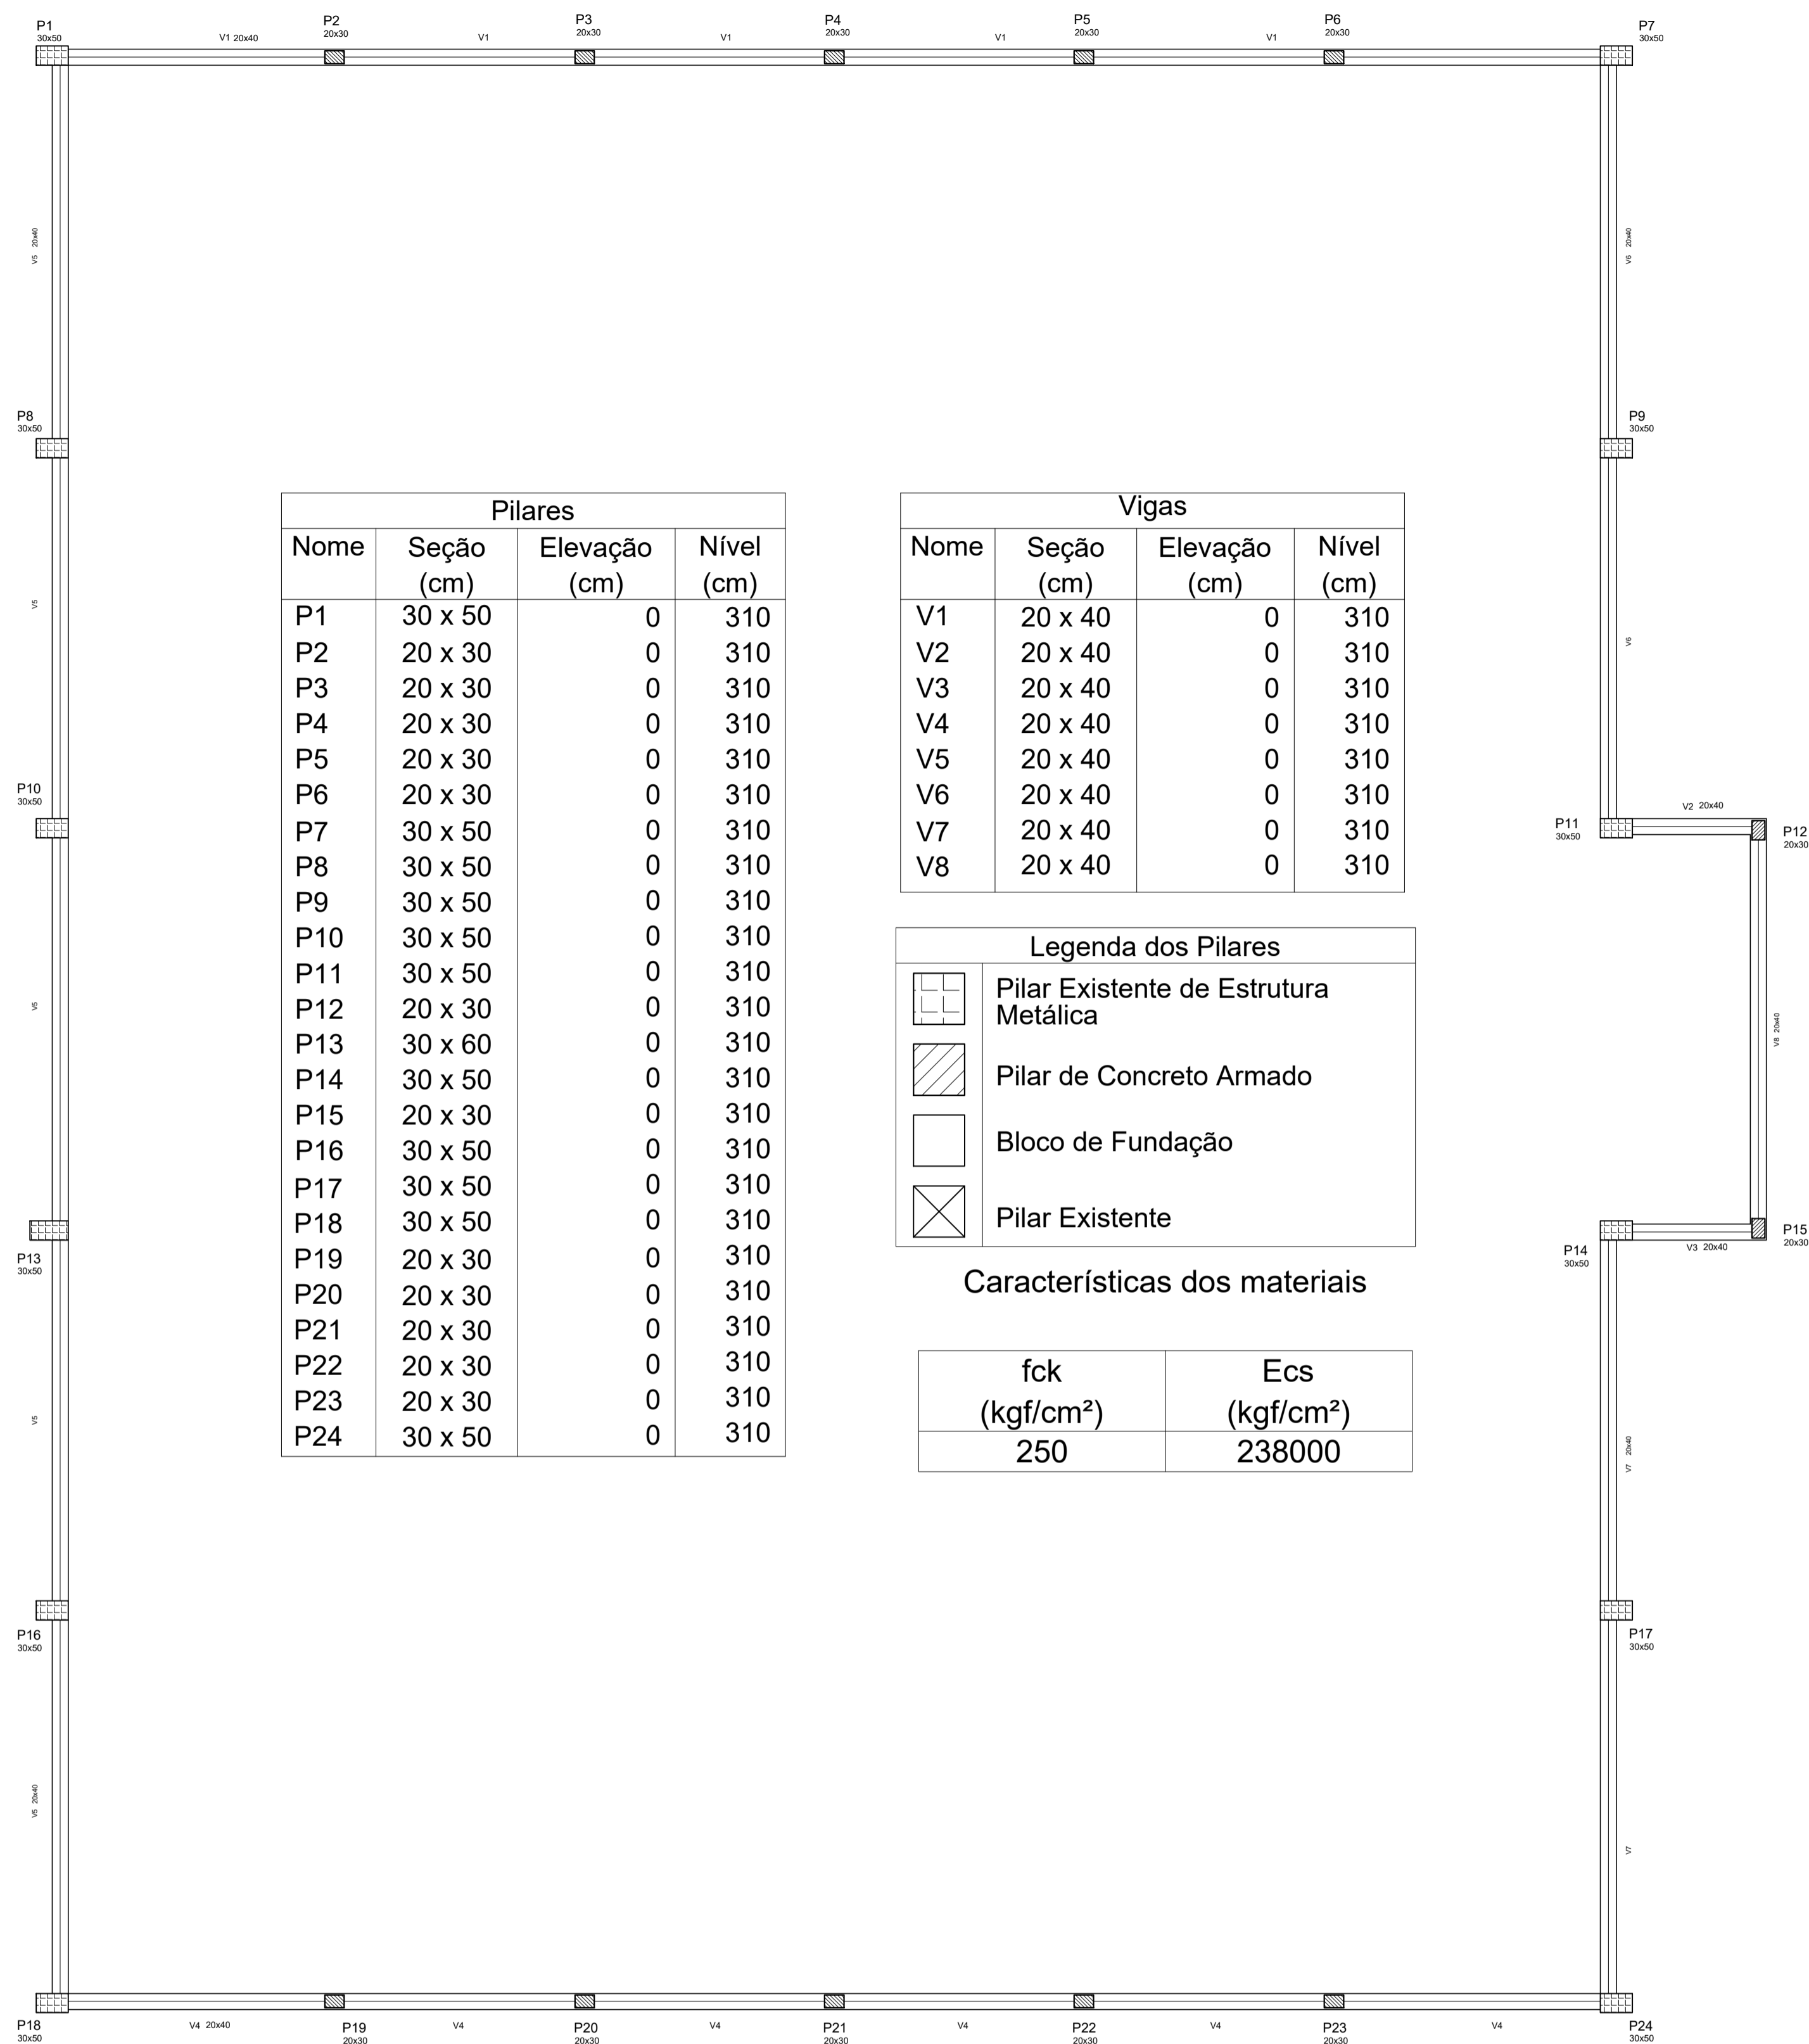 P1
30x50
V1 20x40
P2
20x30
V1
P3
20x30
V1
P4
20x30
V1
P5
20x30
V1
P6
20x30
P7
30x50
V5 20x40
V6 20x40
P8
30x50
P9
30x50
V5
V6
Pilares
Nome Seção Elevação Nível
(cm) (cm) (cm)
P1 30 x 50 0 310
P2 20 x 30 0 310
P3 20 x 30 0 310
P4 20 x 30 0 310
P5 20 x 30 0 310
P6 20 x 30 0 310
P7 30 x 50 0 310
P8 30 x 50 0 310
P9 30 x 50 0 310
P10 30 x 50 0 310
P11 30 x 50 0 310
P12 20 x 30 0 310
P13 30 x 60 0 310
P14 30 x 50 0 310
P15 20 x 30 0 310
P16 30 x 50 0 310
P17 30 x 50 0 310
P18 30 x 50 0 310
P19 20 x 30 0 310
P20 20 x 30 0 310
P21 20 x 30 0 310
P22 20 x 30 0 310
P23 20 x 30 0 310
P24 30 x 50 0 310
Vigas
Nome Seção Elevação Nível
(cm) (cm) (cm)
V1 20 x 40 0 310
V2 20 x 40 0 310
V3 20 x 40 0 310
V4 20 x 40 0 310
V5 20 x 40 0 310
V6 20 x 40 0 310
V7 20 x 40 0 310
V8 20 x 40 0 310
Legenda dos Pilares
Pilar Existente de Estrutura
Metálica
Pilar de Concreto Armado
Bloco de Fundação
Pilar Existente
Características dos materiais
fck Ecs
(kgf/cm²) (kgf/cm²)
250 238000
P10
30x50
P11
30x50
V2 20x40
P12
20x30
V5
V8 20x40
P13
30x50
P14
30x50
V3 20x40
P15
20x30
V5
V7 20x40
P16
30x50
P17
30x50
V5 20x40
V7
P18
30x50
V4 20x40
P19
20x30
V4
P20
20x30
V4
P21
20x30
V4
P22
20x30
V4
P23
20x30
V4
P24
30x50